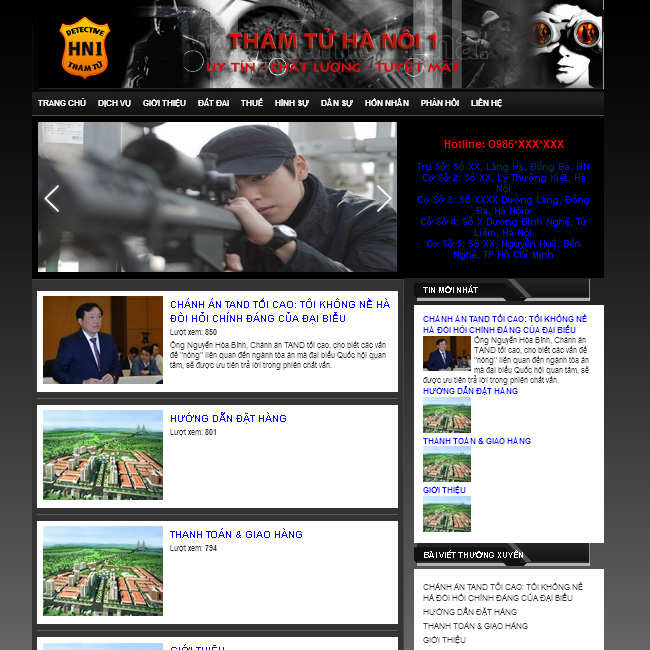 DETECTIVE
HN1
THÁM TỬ
THÁM TỬ HÀ NỘI 1
UY TÍN - CHẤT LƯỢNG - TUYỆT MẬT
TRANG CHỦ DỊCH VỤ GIỚI THIỆU ĐẤT ĐAI THUẾ HÌNH SỰ DÂN SỰ HÔN NHÂN PHẢN HỒI LIÊN HỆ
Hotline: O986*XXX*XXX
Trụ Sở: Số XX, Láng Hạ, Đống Đa, HN
Cơ Sở 2: Số XX, Lý Thường Kiệt, Hà
Nội
Cơ Sở 3: Số XXXX Đường Láng, Đống
Đa, Hà Nội
Cơ Sở 4: Số X Dương Đình Nghệ, Từ
Liêm, Hà Nội
Cơ Sở 5: Số XX, Nguyễn Huệ, Bến
Nghé, TP Hồ Chí Minh
CHÁNH ÁN TAND TỐI CAO: TÔI KHÔNG NỀ HÀ
ĐÒI HỎI CHÍNH ĐÁNG CỦA ĐẠI BIỂU
Lượt xem: 850
Ông Nguyễn Hòa Bình, Chánh án TAND tối cao, cho biết các vấn
đề "nóng" liên quan đến ngành tòa án mà đại biểu Quốc hội quan
tâm, sẽ được ưu tiên trả lời trong phiên chất vấn.
HƯỚNG DẪN ĐẶT HÀNG
Lượt xem: 801
THANH TOÁN & GIAO HÀNG
Lượt xem: 794
GIỚI THIỆU
TIN MỚI NHẤT
CHÁNH ÁN TAND TỐI CAO: TÔI KHÔNG NỀ
HÀ ĐÒI HỎI CHÍNH ĐÁNG CỦA ĐẠI BIỂU
Ông Nguyễn Hòa Bình, Chánh án
TAND tối cao, cho biết các vấn đề
"nóng" liên quan đến ngành tòa án
mà đại biểu Quốc hội quan tâm, sẽ
được ưu tiên trả lời trong phiên chất vấn.
HƯỚNG DẪN ĐẶT HÀNG
THANH TOÁN & GIAO HÀNG
GIỚI THIỆU
BÀI VIẾT THƯỜNG XUYÊN
CHÁNH ÁN TAND TỐI CAO: TÔI KHÔNG NỀ
HÀ ĐÒI HỎI CHÍNH ĐÁNG CỦA ĐẠI BIỂU
HƯỚNG DẪN ĐẶT HÀNG
THANH TOÁN & GIAO HÀNG
GIỚI THIỆU